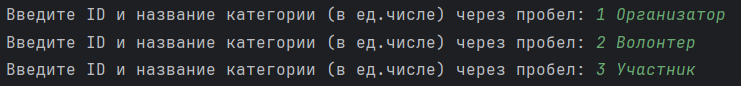 Введите ID и название категории (в ед.числе) через пробел: 1 Организатор
Введите ID и название категории (в ед.числе) через пробел: 2 Волонтер
Введите ID и название категории (в ед.числе) через пробел: 3 Участник